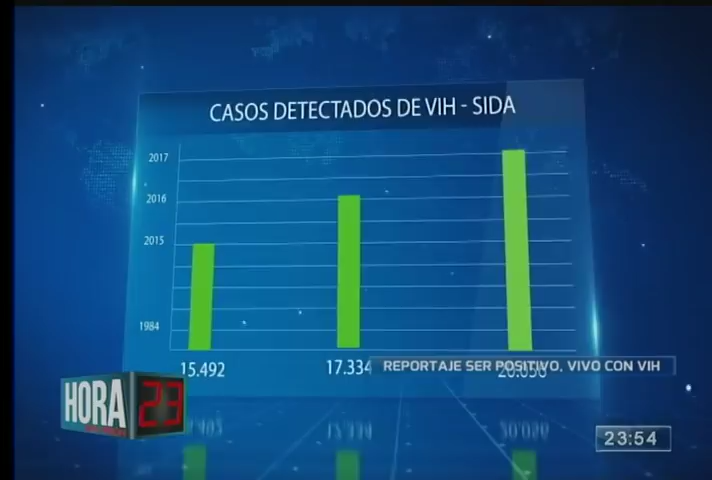 CASOS DETECTADOS DE VIH - SIDA
2017
2016
2015
1984
15.492
17.334
REPORTAJE SER POSITIVO, VIVO CON VIH
HORA 23
23:54